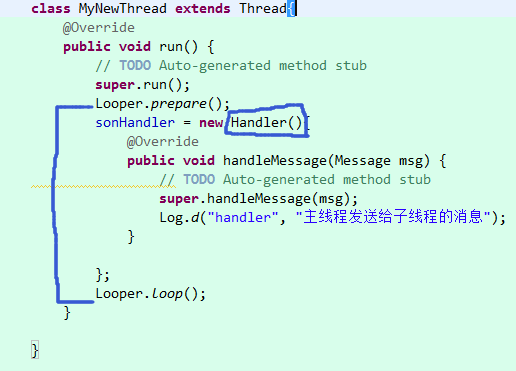 class MyNewThread extends Thread{
@Override
public void run() {
// TODO Auto-generated method stub
super.run();
Looper.prepare();
sonHandler = new Handler(){
@Override
public void handleMessage(Message msg) {
// TODO Auto-generated method stub
super.handleMessage(msg);
Log.d("handler", "主线程发送给子线程的消息");
}
};
Looper.loop();
}
}